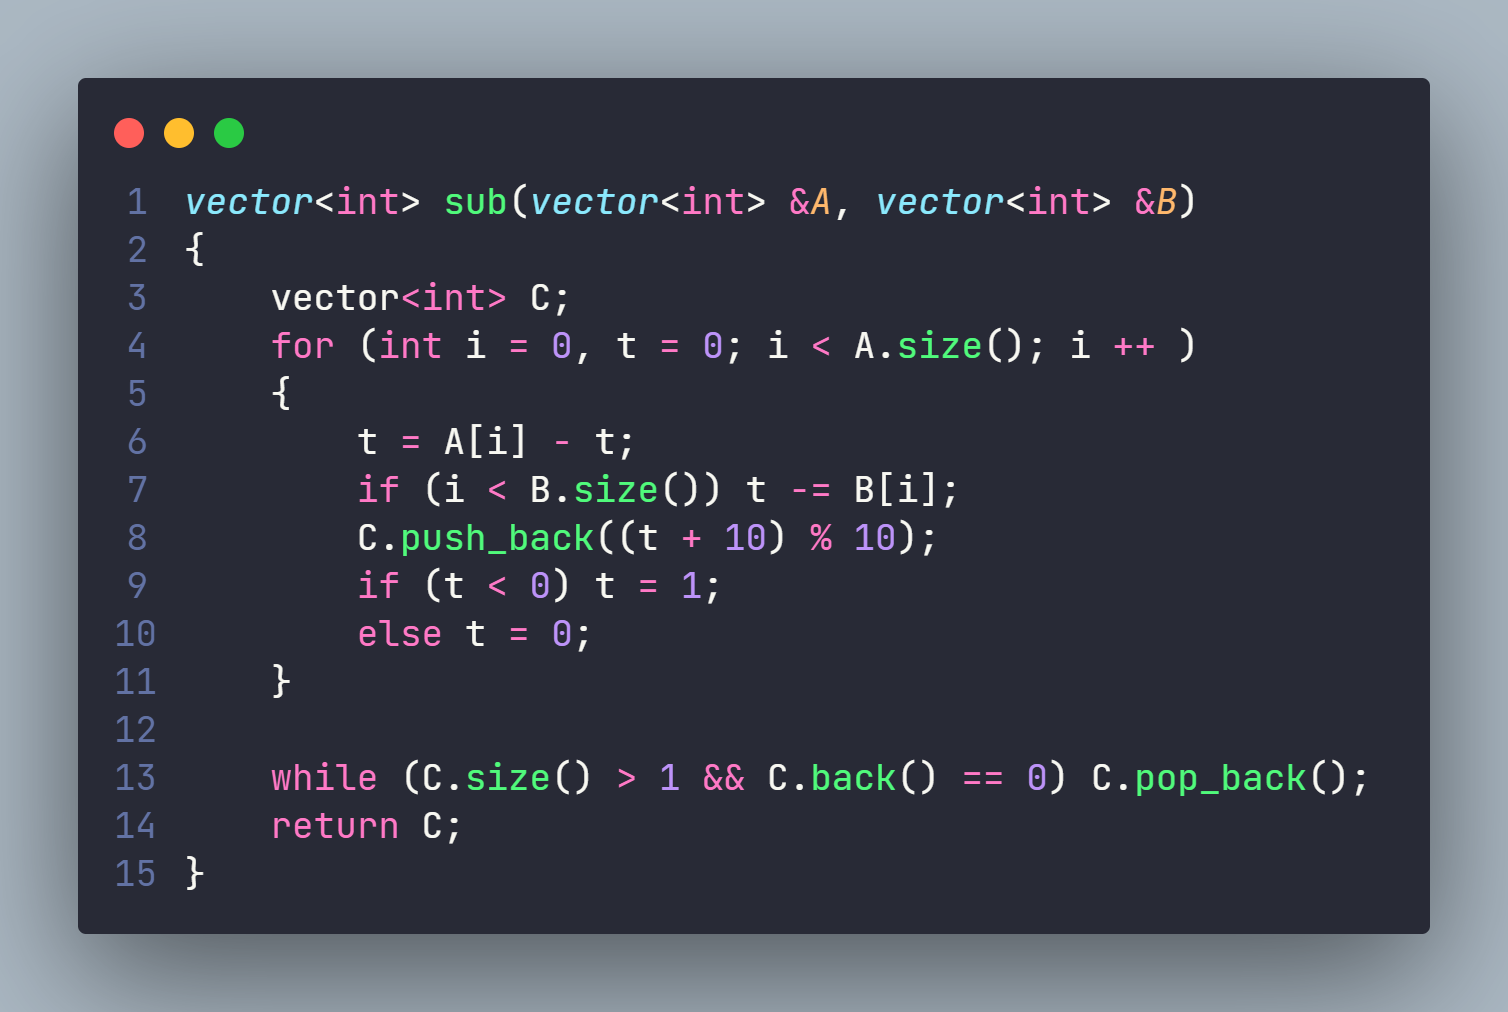 1 vector<int> sub(vector<int> &A, vector<int> &B)
2 {
3     vector<int> C;
4     for (int i = 0, t = 0; i < A.size(); i ++ )
5     {
6         t = A[i] - t;
7         if (i < B.size()) t -= B[i];
8         C.push_back((t + 10) % 10);
9         if (t < 0) t = 1;
10         else t = 0;
11     }
12
13     while (C.size() > 1 && C.back() == 0) C.pop_back();
14     return C;
15 }